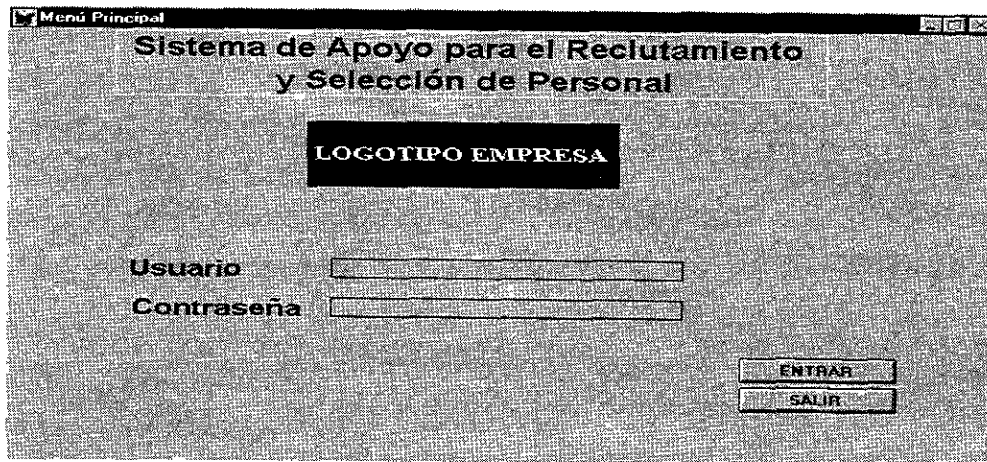 Menú Principal
Sistema de Apoyo para el Reclutamiento
y Selección de Personal
LOGOTIPO EMPRESA
Usuario
Contraseña
ENTRAR
SALIR